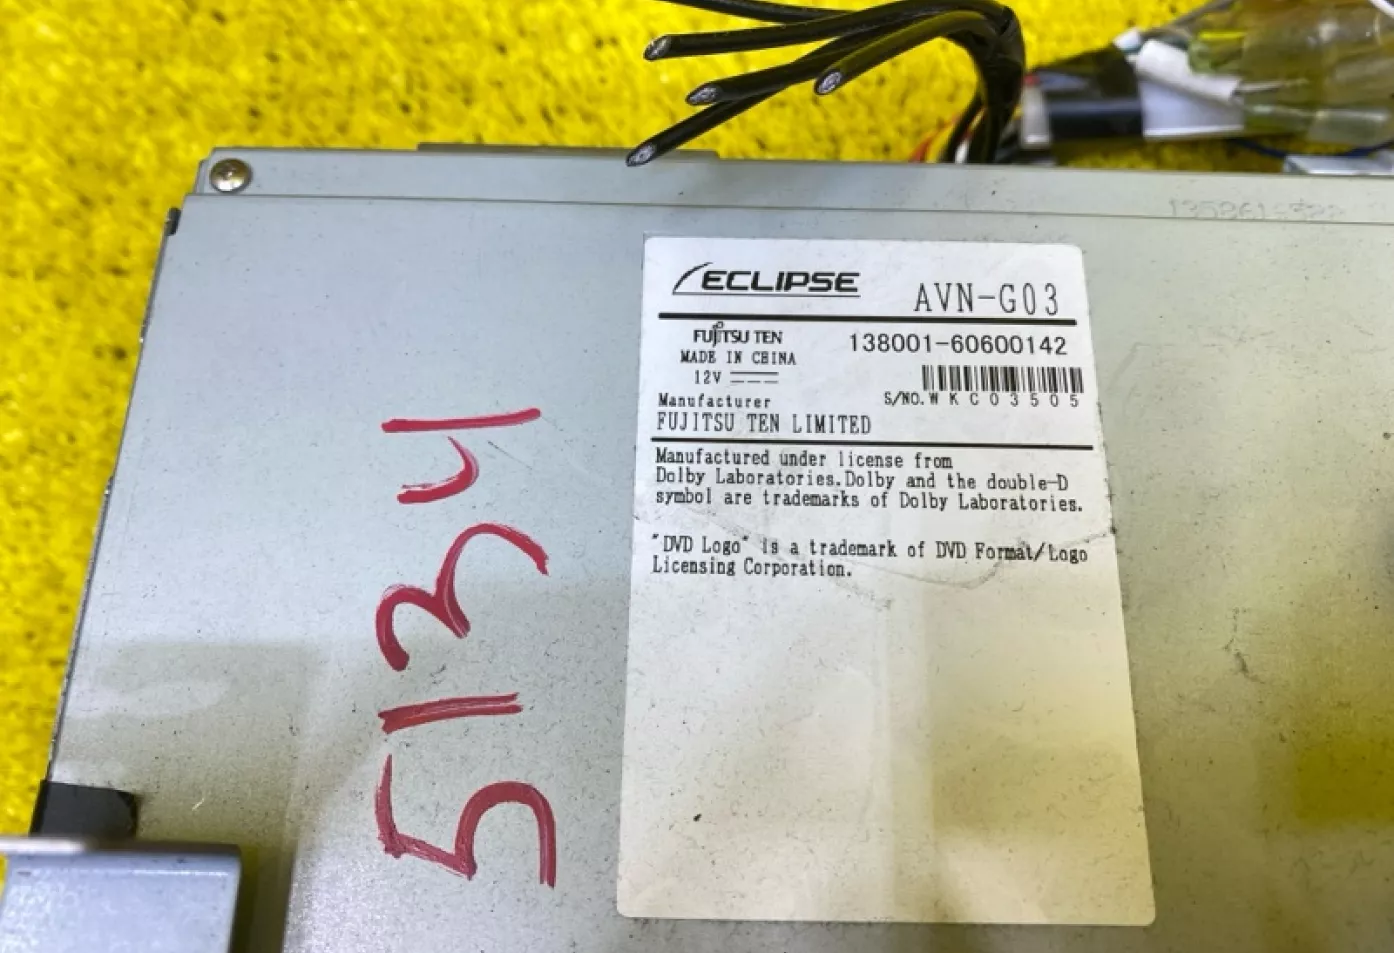 ECLIPSE AVN-G03
FUJITSU TEN 138001-60600142
MADE IN CHINA
12V
S/NO. WKC03505
Manufacturer
FUJITSU TEN LIMITED
Manufactured under license from
Dolby Laboratories.Dolby and the double-D
symbol are trademarks of Dolby Laboratories.
"DVD Logo" is a trademark of DVD Format/Logo
Licensing Corporation.
5134